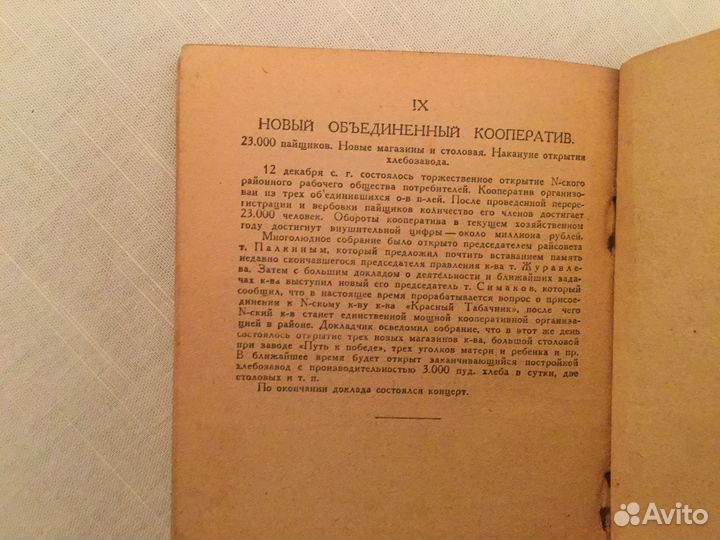 IX
НОВЫЙ ОБЪЕДИНЕННЫЙ КООПЕРАТИВ.
23.000 пайщиков. Новые магазины и столовая. Накануне открытия
хлебозавода.
12 декабря с. г. состоялось торжественное открытие N-ского
районного рабочего общества потребителей. Кооператив организо-
ван из трех об'единившихся о-в п-лей. После проведенной перере-
гистрации и вербовки пайщиков количество его членов достигает
23.000 человек. Обороты кооператива в текущем хозяйственном
году достигнут внушительной цифры — около миллиона рублей.
Многолюдное собрание было открыто председателем райсовета
т. Палкиным, который предложил почтить вставанием память
недавно скончавшегося председателя правления к-ва т. Журавле-
ва. Затем с большим докладом о деятельности и ближайших зада-
чах к-ва выступил новый его председатель т. Симаков, который
сообщил, что в настоящее время прорабатывается вопрос о присое-
динении к N-скому к-ву к-ва «Красный Табачник», после чего
N-ский к-в станет единственной мощной кооперативной организа-
цией в районе. Докладчик осведомил собрание, что в этот же день
состоялось открытие трех новых магазинов к-ва, большой столовой
при заводе «Путь к победе», трех уголков матери и ребенка и пр.
В ближайшее время будет открыт заканчивающийся постройкой
хлебозавод с производительностью 3.000 пуд. хлеба в сутки, две
столовых и т. п.
По окончании доклада состоялся концерт.
Avito